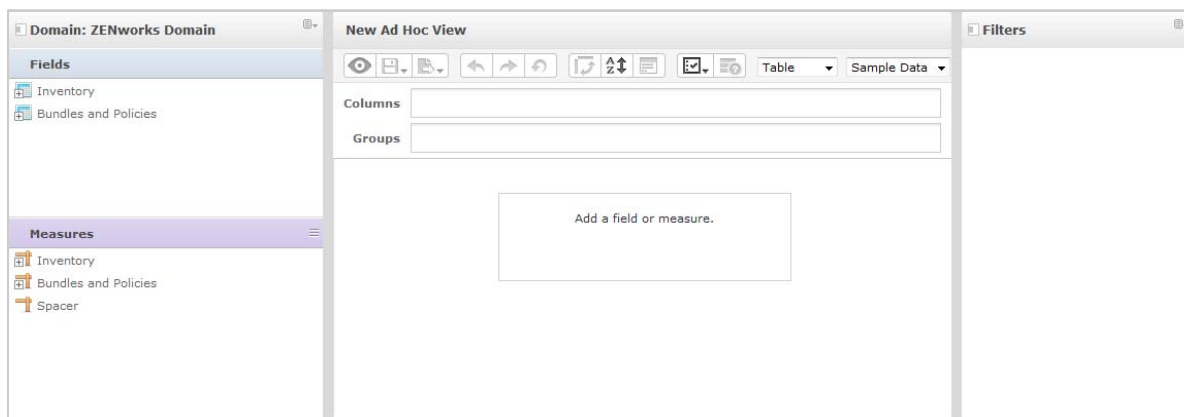 Domain: ZENworks Domain
Fields
Inventory
Bundles and Policies
Measures
Inventory
Bundles and Policies
Spacer
New Ad Hoc View
Table
Sample Data
Columns
Groups
Add a field or measure.
Filters